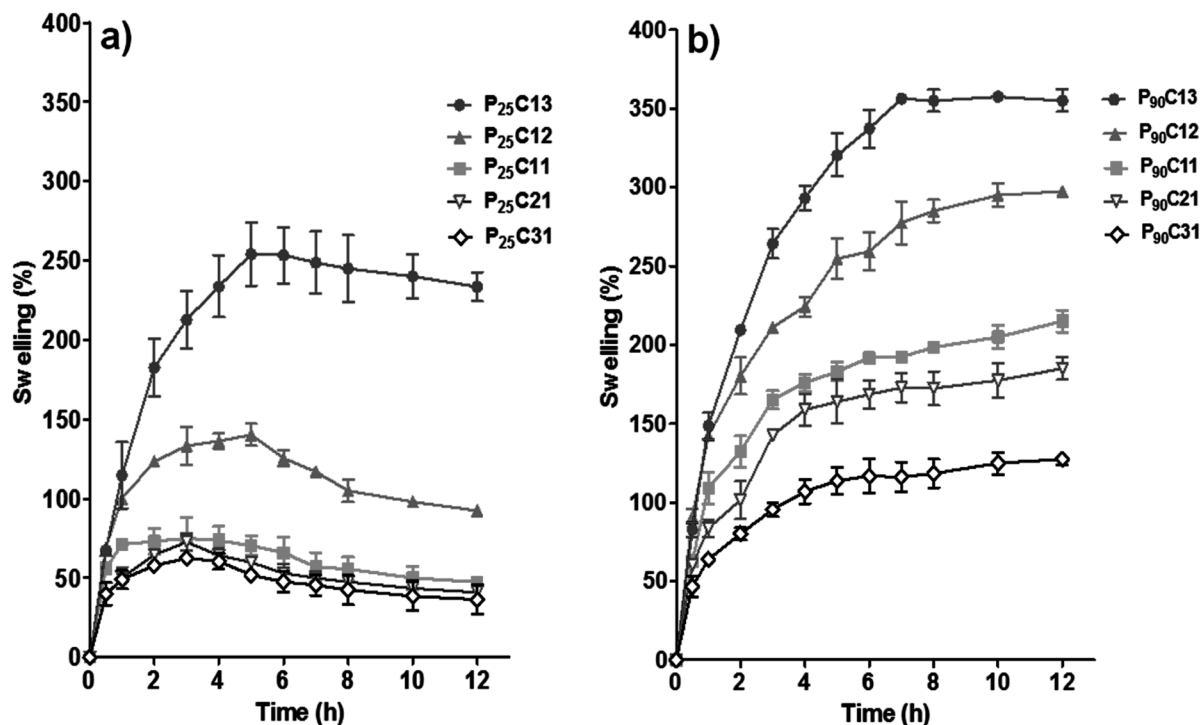 a)
400
350
300
250
200
150
100
50
0
Swelling (%)
0 2 4 6 8 10 12
Time (h)
P₂₅C13
P₂₅C12
P₂₅C11
P₂₅C21
P₂₅C31
b)
400
350
300
250
200
150
100
50
0
Swelling (%)
0 2 4 6 8 10 12
Time (h)
P₉₀C13
P₉₀C12
P₉₀C11
P₉₀C21
P₉₀C31